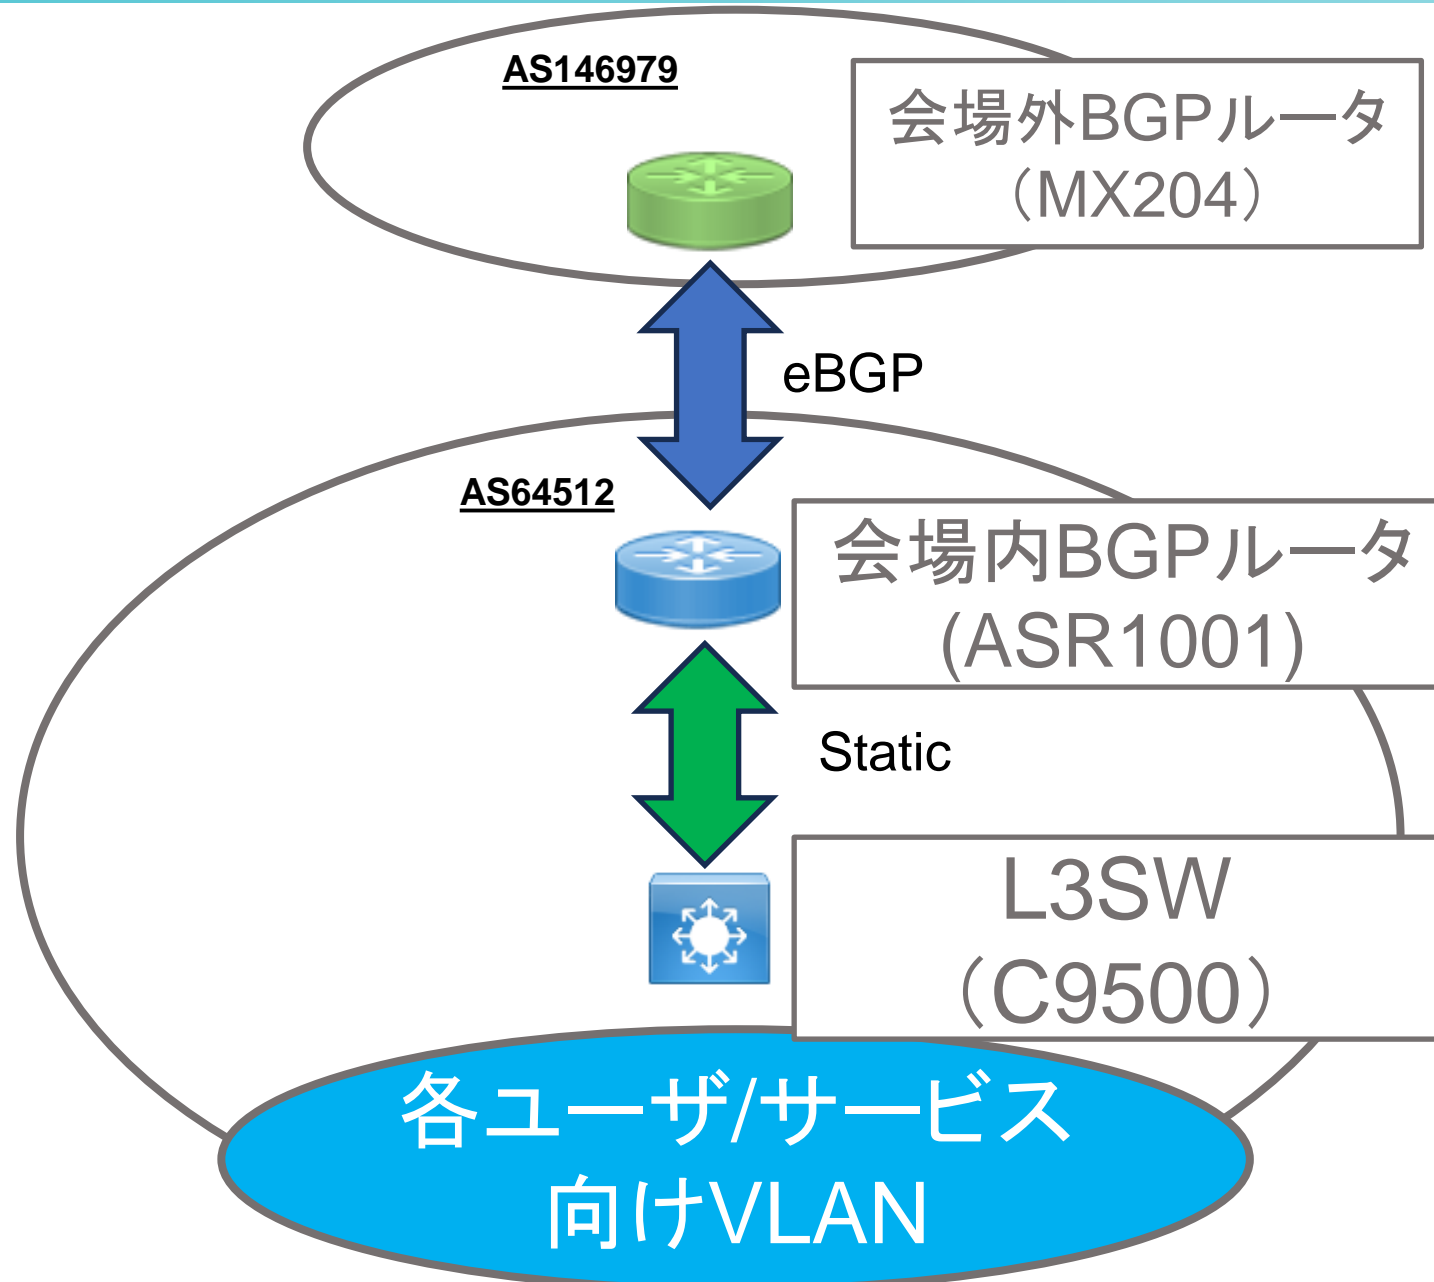 AS146979
会場外BGPルータ
（MX204）
eBGP
AS64512
会場内BGPルータ
(ASR1001)
Static
L3SW
（C9500）
各ユーザ/サービス
向けVLAN